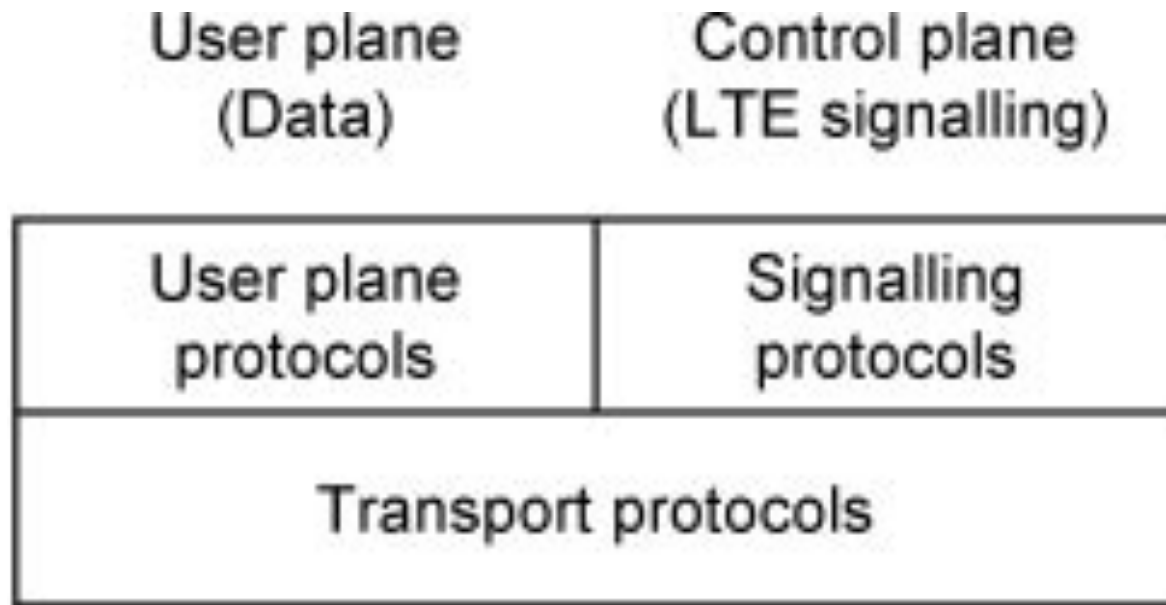 User plane
(Data)
Control plane
(LTE signalling)
User plane
protocols
Signalling
protocols
Transport protocols